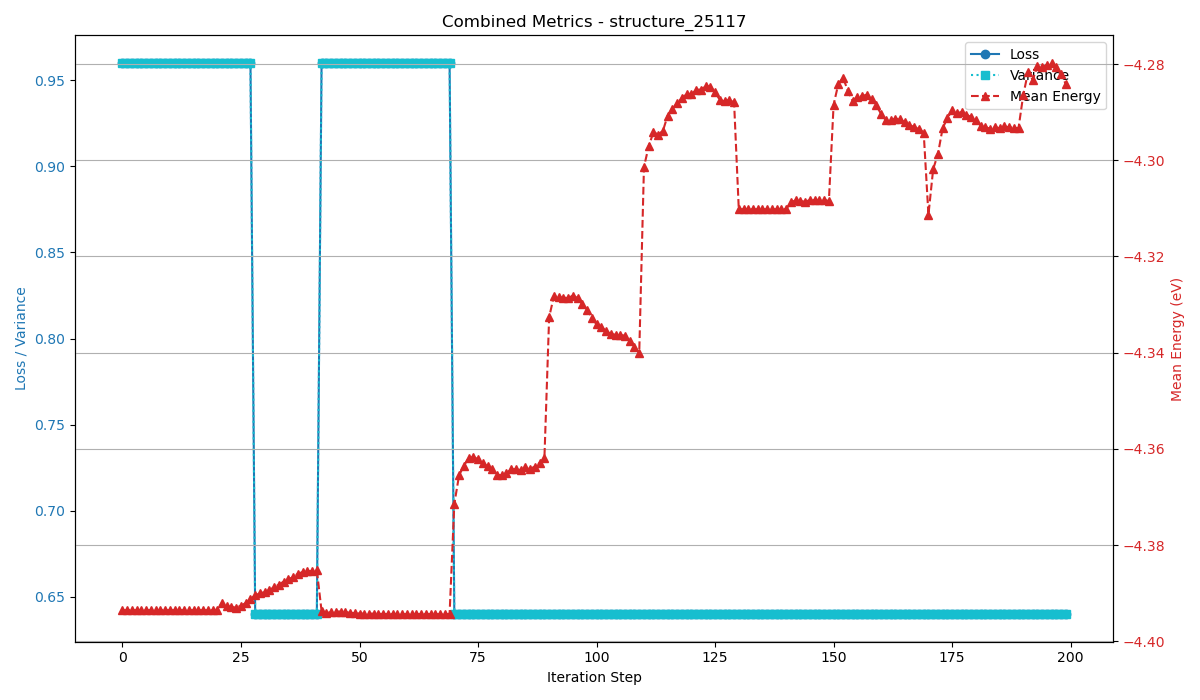 Combined Metrics - structure_25117
Loss
Variance
Mean Energy
0.95
0.90
0.85
0.80
0.75
0.70
0.65
Loss / Variance
−4.28
−4.30
−4.32
−4.34
−4.36
−4.38
−4.40
Mean Energy (eV)
0 25 50 75 100 125 150 175 200
Iteration Step